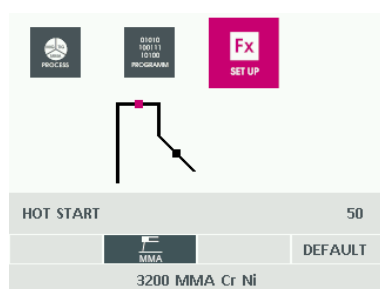 PROCESS
01010
100111
10100
PROGRAMM
Fx
SET UP
HOT START 50
MMA
DEFAULT
3200 MMA Cr Ni